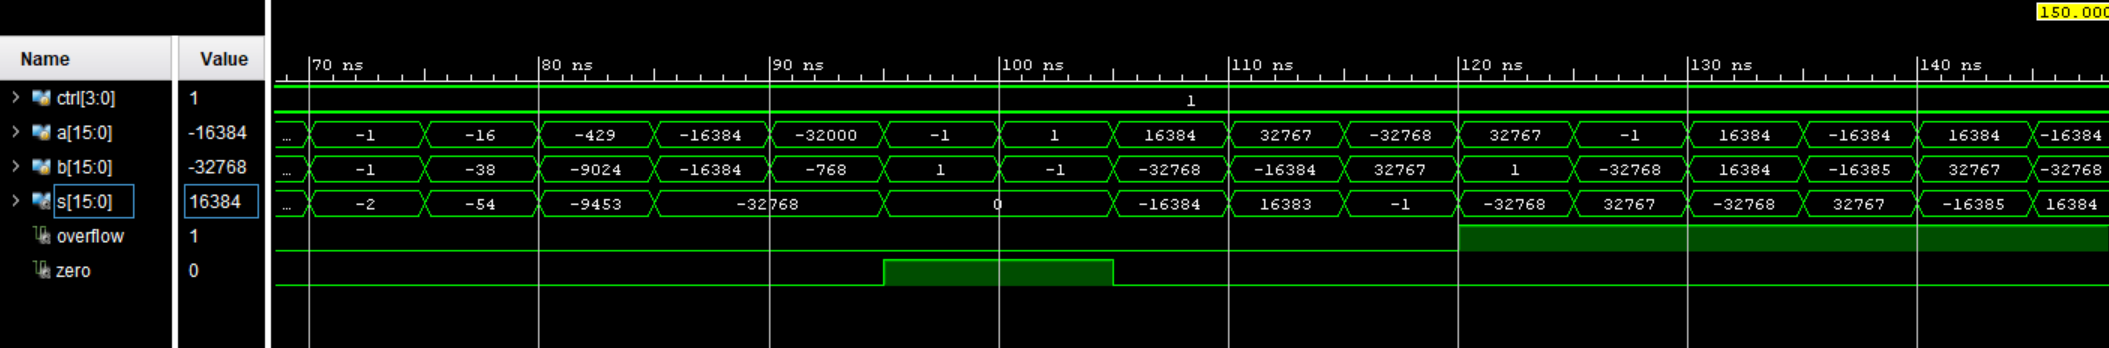 150.000
Name Value
70 ns 80 ns 90 ns 100 ns 110 ns 120 ns 130 ns 140 ns
ctrl[3:0] 1 1
a[15:0] -16384 ... -1 -16 -429 -16384 -32000 -1 1 16384 32767 -32768 32767 -1 16384 -16384 16384 -16384
b[15:0] -32768 ... -1 -38 -9024 -16384 -768 1 -1 -32768 -16384 32767 1 -32768 16384 -16385 32767 -32768
s[15:0] 16384 ... -2 -54 -9453 -32768 0 -16384 16383 -1 -32768 32767 -32768 32767 -16385 16384
overflow 1
zero 0